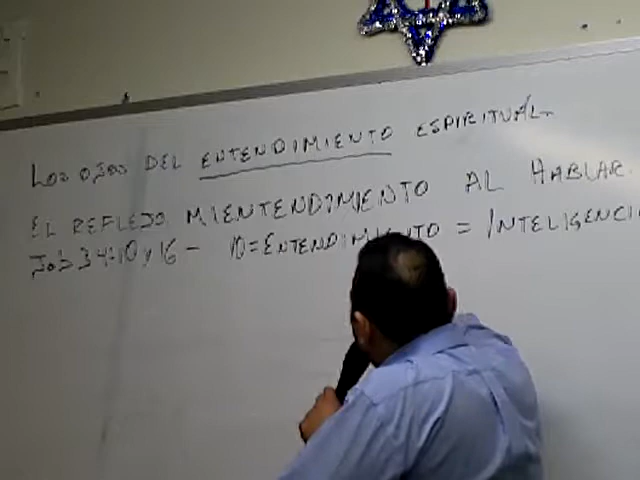 Los ojos DEL ENTENDIMIENTO ESPIRITUAL.
EL REFLEJO MI ENTENDIMIENTO AL HABLAR.
Job 34:10 y 16 - 10=ENTENDIMIENTO = INTELIGENCI